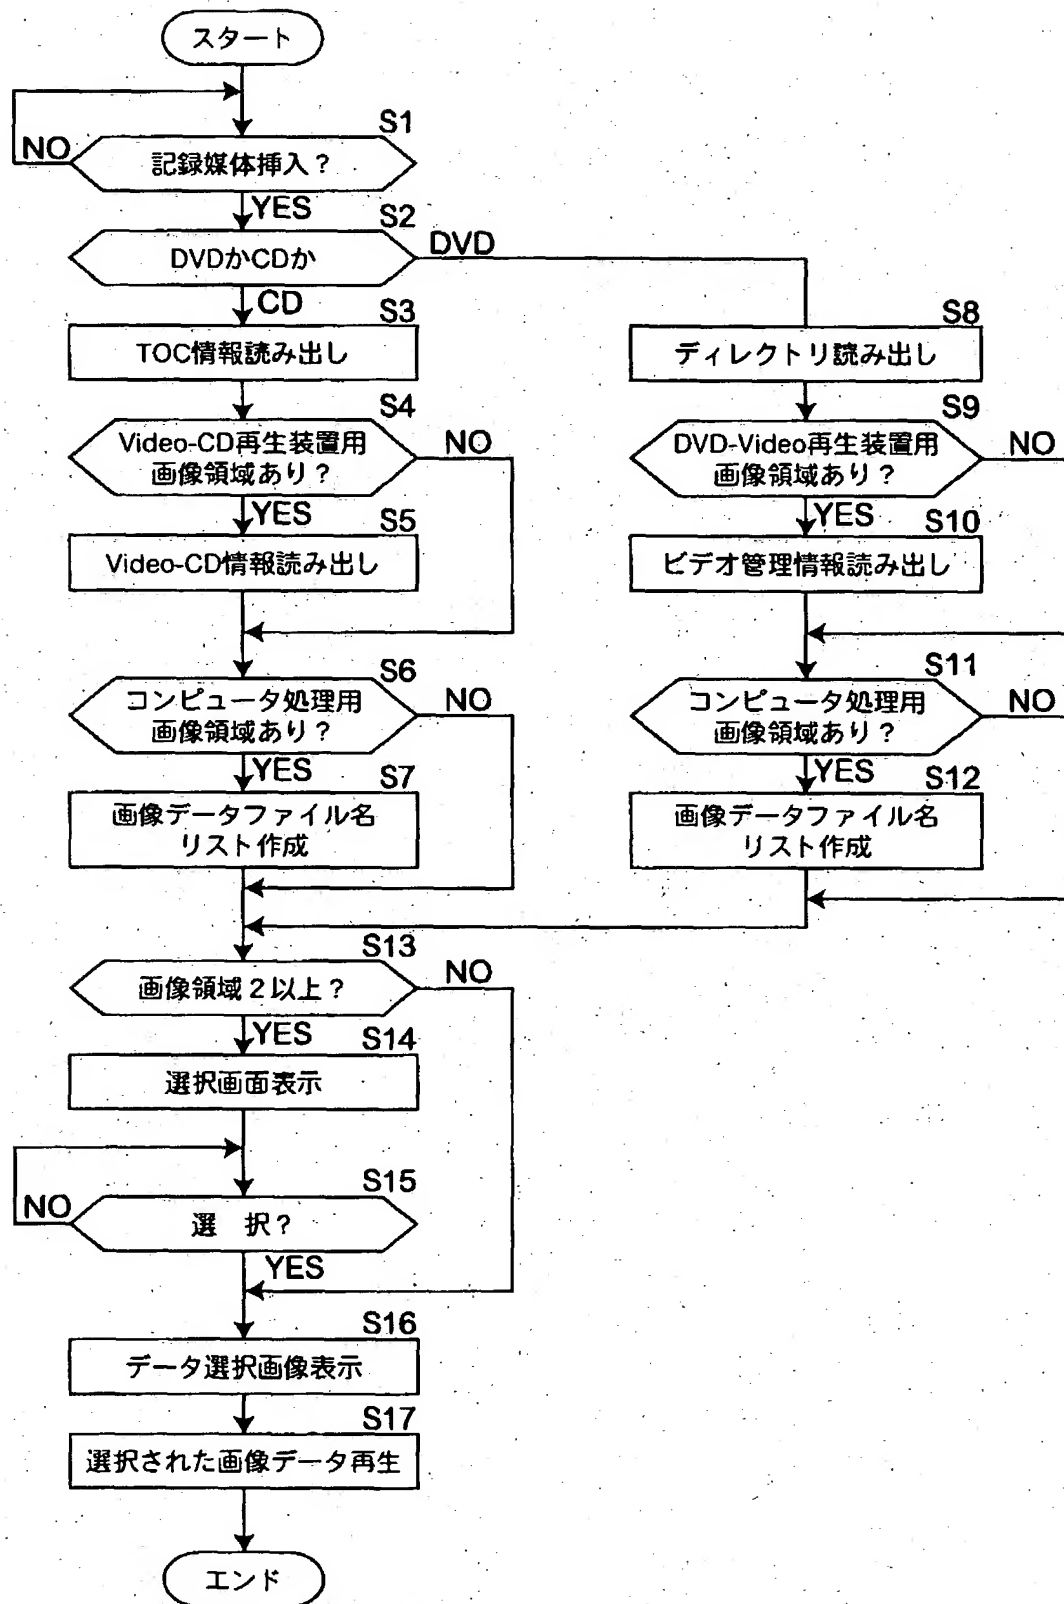 スタート
S1
NO
記録媒体挿入？
YES
S2
DVDかCDか
DVD
CD
S3
TOC情報読み出し
S4
Video-CD再生装置用
画像領域あり？
NO
YES
S5
Video-CD情報読み出し
S6
コンピュータ処理用
画像領域あり？
NO
YES
S7
画像データファイル名
リスト作成
S8
ディレクトリ読み出し
S9
DVD-Video再生装置用
画像領域あり？
NO
YES
S10
ビデオ管理情報読み出し
S11
コンピュータ処理用
画像領域あり？
NO
YES
S12
画像データファイル名
リスト作成
S13
画像領域2以上？
NO
YES
S14
選択画面表示
S15
NO
選　択？
YES
S16
データ選択画像表示
S17
選択された画像データ再生
エンド